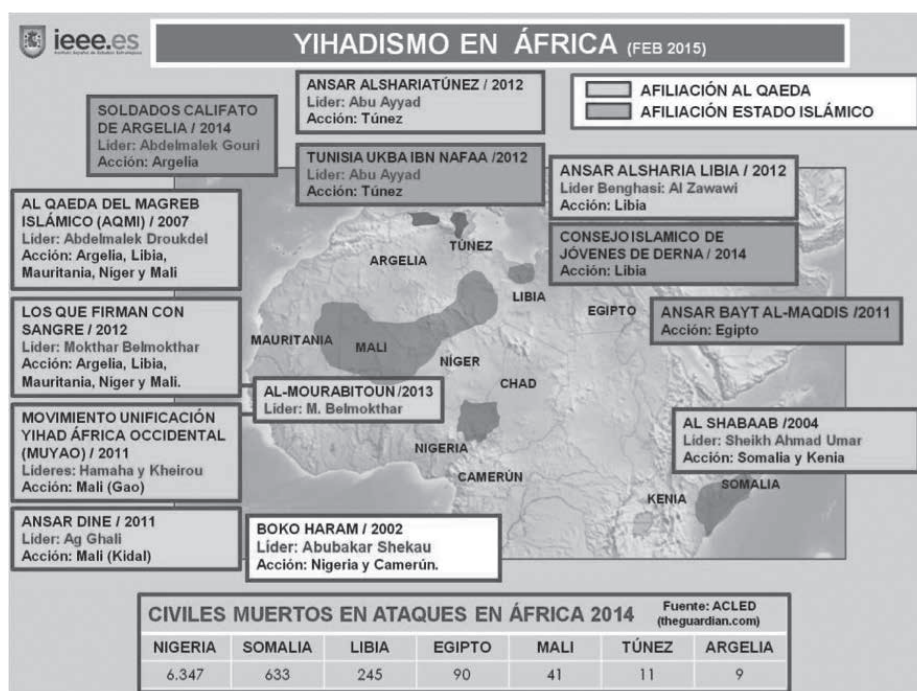 ieee.es
Instituto Español de Estudios Estratégicos
YIHADISMO EN ÁFRICA (FEB 2015)
AFILIACIÓN AL QAEDA
AFILIACIÓN ESTADO ISLÁMICO
SOLDADOS CALIFATO
DE ARGELIA / 2014
Líder: Abdelmalek Gouri
Acción: Argelia
ANSAR ALSHARIATÚNEZ / 2012
Líder: Abu Ayyad
Acción: Túnez
TUNISIA UKBA IBN NAFAA /2012
Líder: Abu Ayyad
Acción: Túnez
ANSAR ALSHARIA LIBIA / 2012
Líder Benghasi: Al Zawawi
Acción: Libia
CONSEJO ISLAMICO DE
JÓVENES DE DERNA / 2014
Acción: Libia
ANSAR BAYT AL-MAQDIS /2011
Acción: Egipto
AL QAEDA DEL MAGREB
ISLÁMICO (AQMI) / 2007
Líder: Abdelmalek Droukdel
Acción: Argelia, Libia,
Mauritania, Níger y Mali
LOS QUE FIRMAN CON
SANGRE / 2012
Líder: Mokthar Belmokthar
Acción: Argelia, Libia,
Mauritania, Níger y Mali.
AL-MOURABITOUN /2013
Líder: M. Belmokthar
MOVIMIENTO UNIFICACIÓN
YIHAD ÁFRICA OCCIDENTAL
(MUYAO) / 2011
Líderes: Hamaha y Kheirou
Acción: Mali (Gao)
ANSAR DINE / 2011
Líder: Ag Ghali
Acción: Mali (Kidal)
BOKO HARAM / 2002
Líder: Abubakar Shekau
Acción: Nigeria y Camerún.
AL SHABAAB /2004
Líder: Sheikh Ahmad Umar
Acción: Somalia y Kenia
TÚNEZ
ARGELIA
LIBIA
EGIPTO
MAURITANIA
MALI
NÍGER
CHAD
NIGERIA
CAMERÚN
KENIA
SOMALIA
CIVILES MUERTOS EN ATAQUES EN ÁFRICA 2014
Fuente: ACLED
(theguardian.com)
NIGERIA SOMALIA LIBIA EGIPTO MALI TÚNEZ ARGELIA
6.347 633 245 90 41 11 9